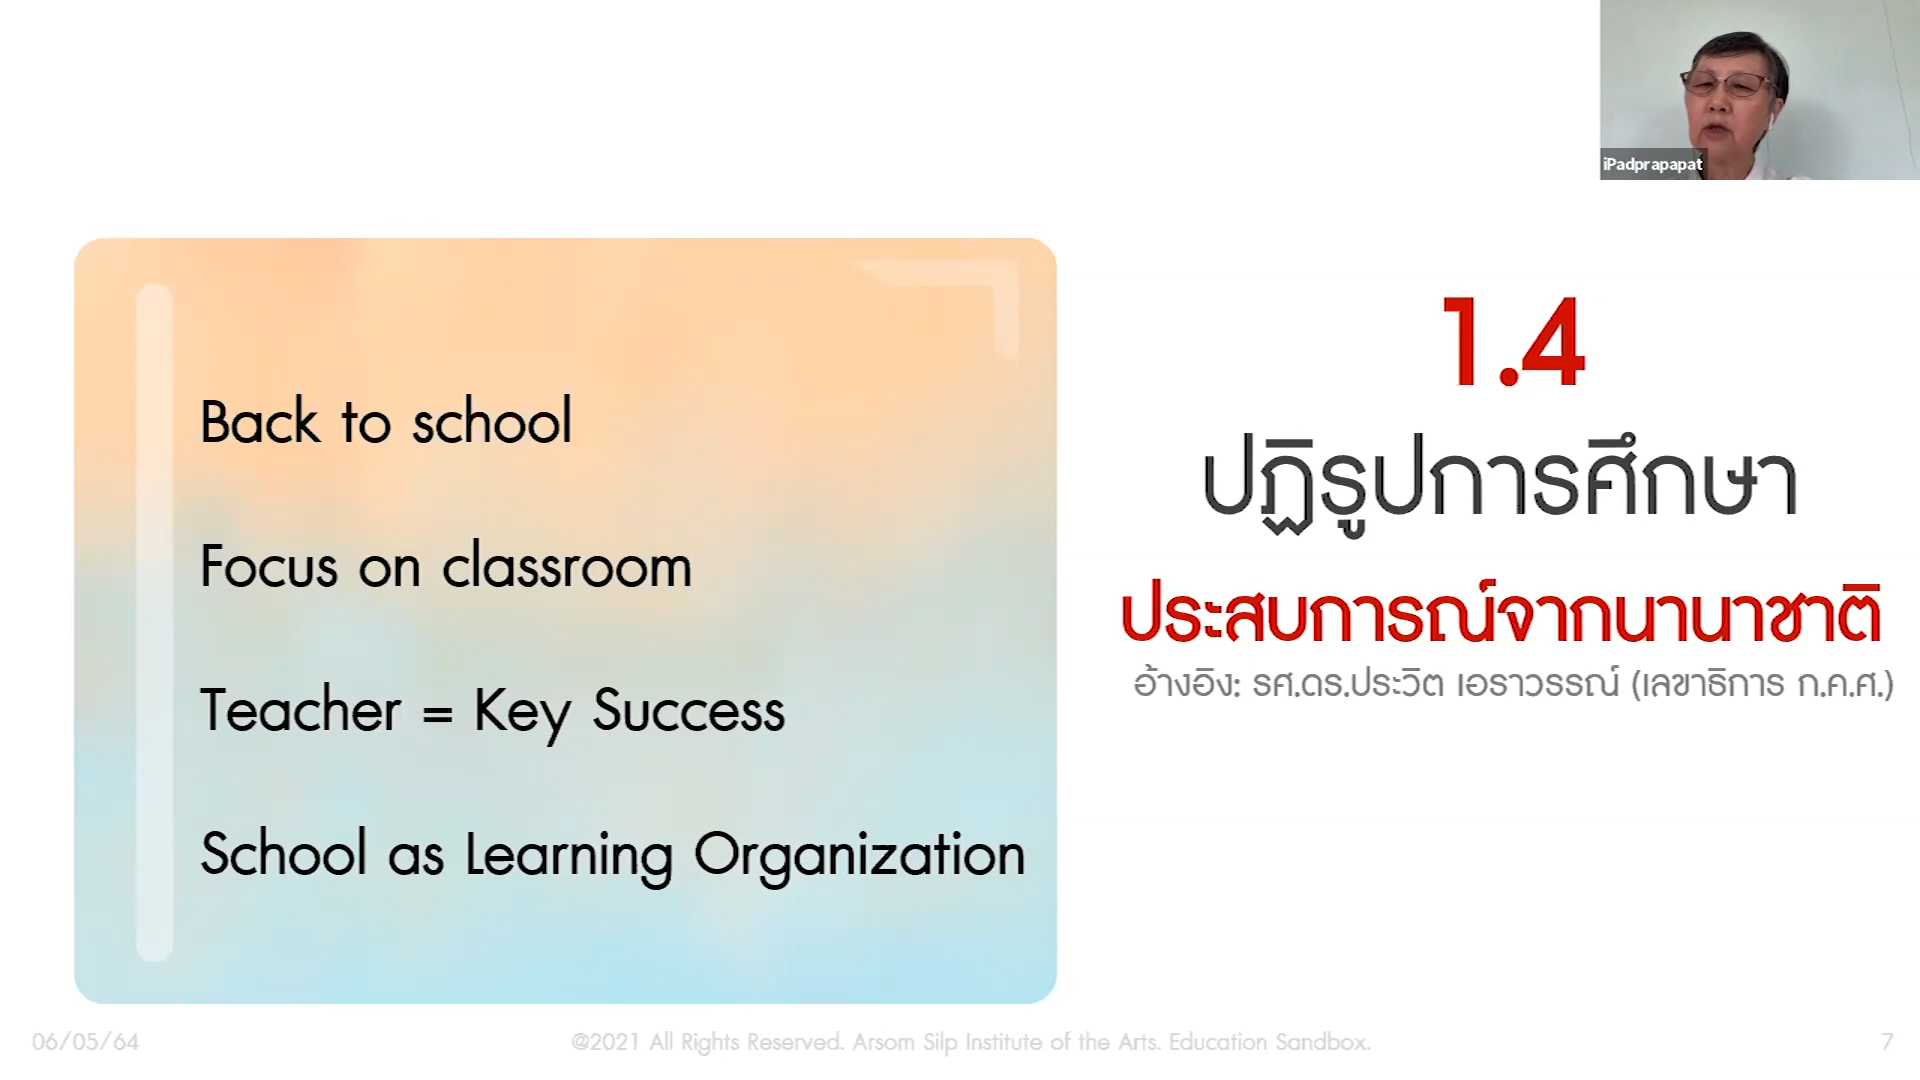 iPadprapapat
Back to school
Focus on classroom
Teacher = Key Success
School as Learning Organization
1.4
ปฏิรูปการศึกษา
ประสบการณ์จากนานาชาติ
อ้างอิง: รศ.ดร.ประวิต เอราวรรณ์ (เลขาธิการ ก.ค.ศ.)
06/05/64
@2021 All Rights Reserved. Arsom Silp Institute of the Arts. Education Sandbox.
7